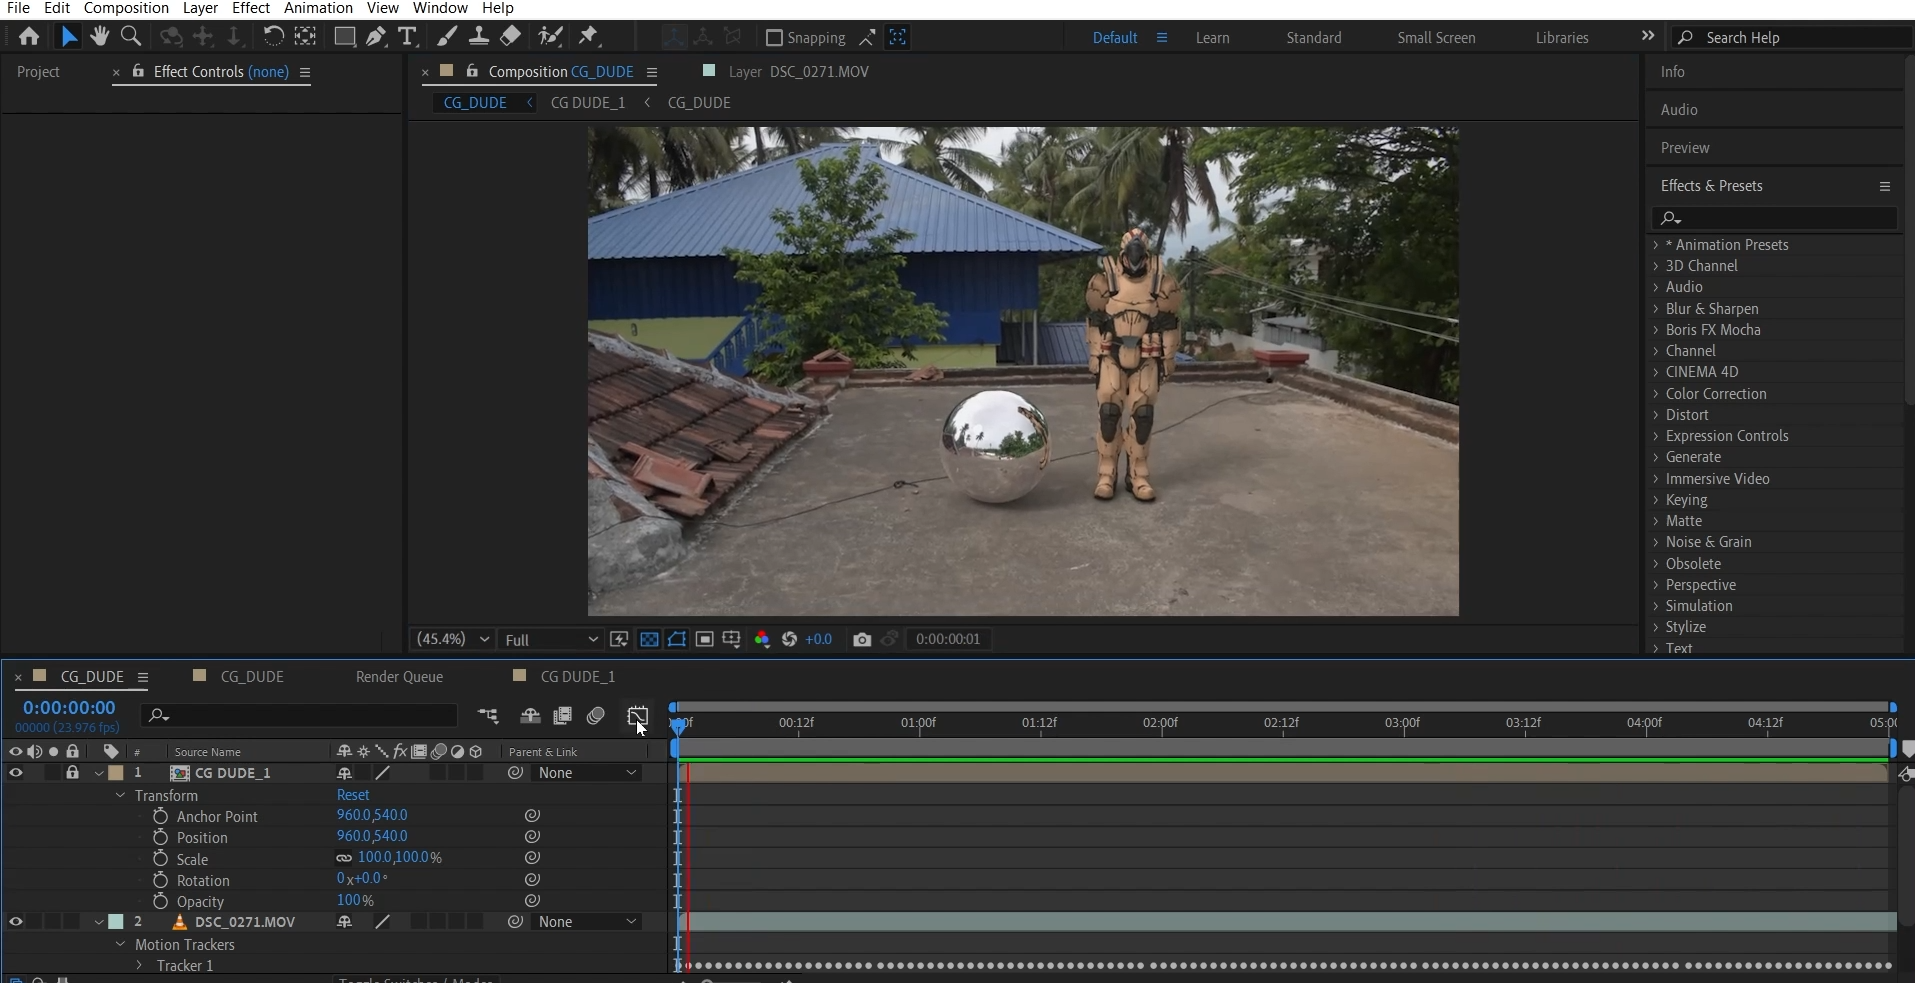 File Edit Composition Layer Effect Animation View Window Help
Snapping Default Learn Standard Small Screen Libraries Search Help
Project Effect Controls (none)
Composition CG_DUDE Layer DSC_0271.MOV
CG_DUDE CG DUDE_1 CG_DUDE
Info
Audio
Preview
Effects & Presets
* Animation Presets
3D Channel
Audio
Blur & Sharpen
Boris FX Mocha
Channel
CINEMA 4D
Color Correction
Distort
Expression Controls
Generate
Immersive Video
Keying
Matte
Noise & Grain
Obsolete
Perspective
Simulation
Stylize
Text
(45.4%) Full +0.0 0:00:00:01
CG_DUDE CG_DUDE Render Queue CG DUDE_1
0:00:00:00
00000 (23.976 fps)
00:12f 01:00f 01:12f 02:00f 02:12f 03:00f 03:12f 04:00f 04:12f
# Source Name fx Parent & Link
1 CG DUDE_1 None
Transform Reset
Anchor Point 960.0,540.0
Position 960.0,540.0
Scale 100.0,100.0%
Rotation 0x+0.0°
Opacity 100%
2 DSC_0271.MOV None
Motion Trackers
Tracker 1